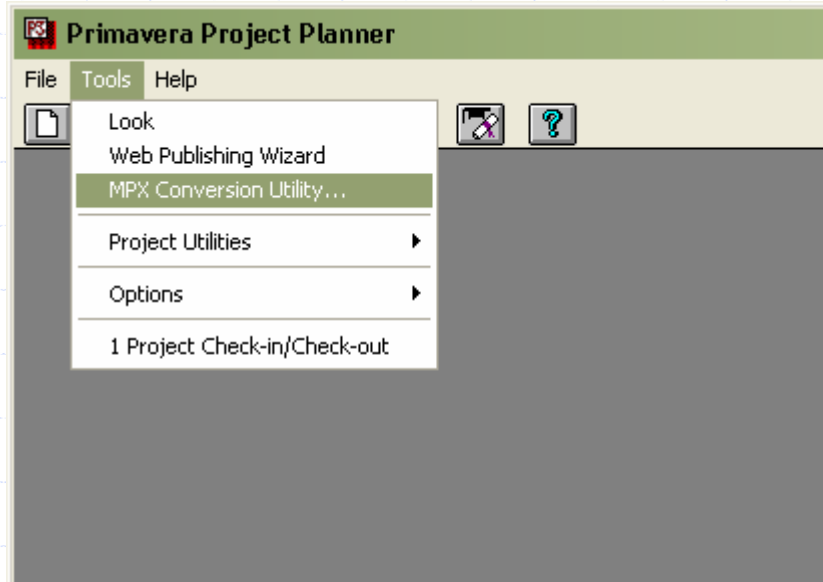 Primavera Project Planner
File Tools Help
Look
Web Publishing Wizard
MPX Conversion Utility...
Project Utilities
Options
1 Project Check-in/Check-out